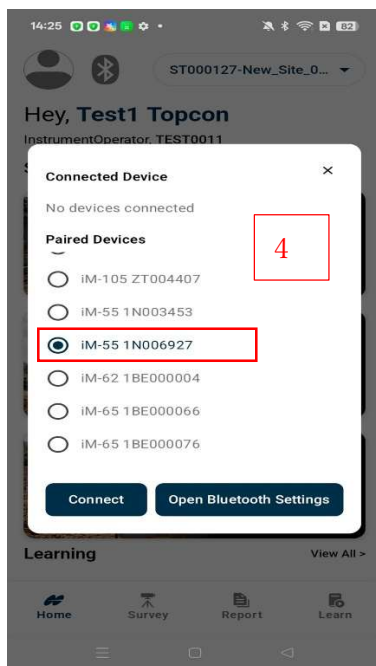 14:25
82
ST000127-New_Site_0...
Hey, Test1 Topcon
InstrumentOperator, TEST0011
Connected Device
No devices connected
Paired Devices
4
iM-105 ZT004407
iM-55 1N003453
iM-55 1N006927
iM-62 1BE000004
iM-65 1BE000066
iM-65 1BE000076
Connect
Open Bluetooth Settings
Learning
View All >
Home
Survey
Report
Learn